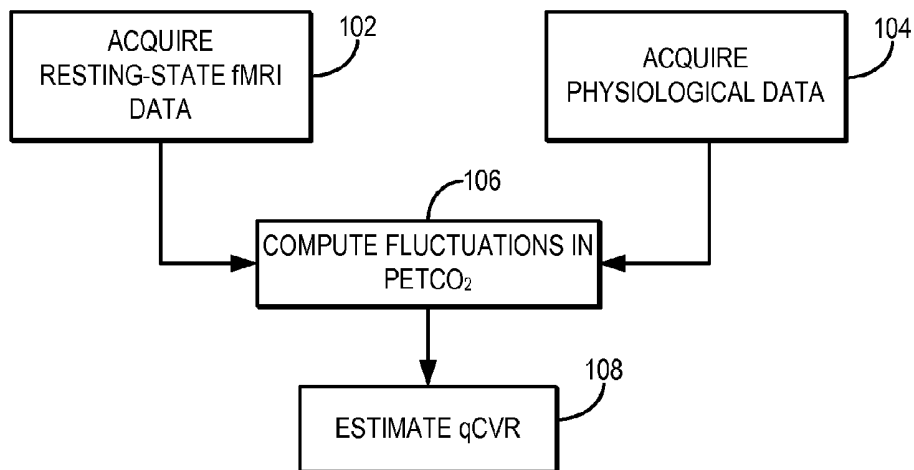 ACQUIRE
RESTING-STATE fMRI
DATA
102
ACQUIRE
PHYSIOLOGICAL DATA
104
106
COMPUTE FLUCTUATIONS IN
PETCO₂
108
ESTIMATE qCVR